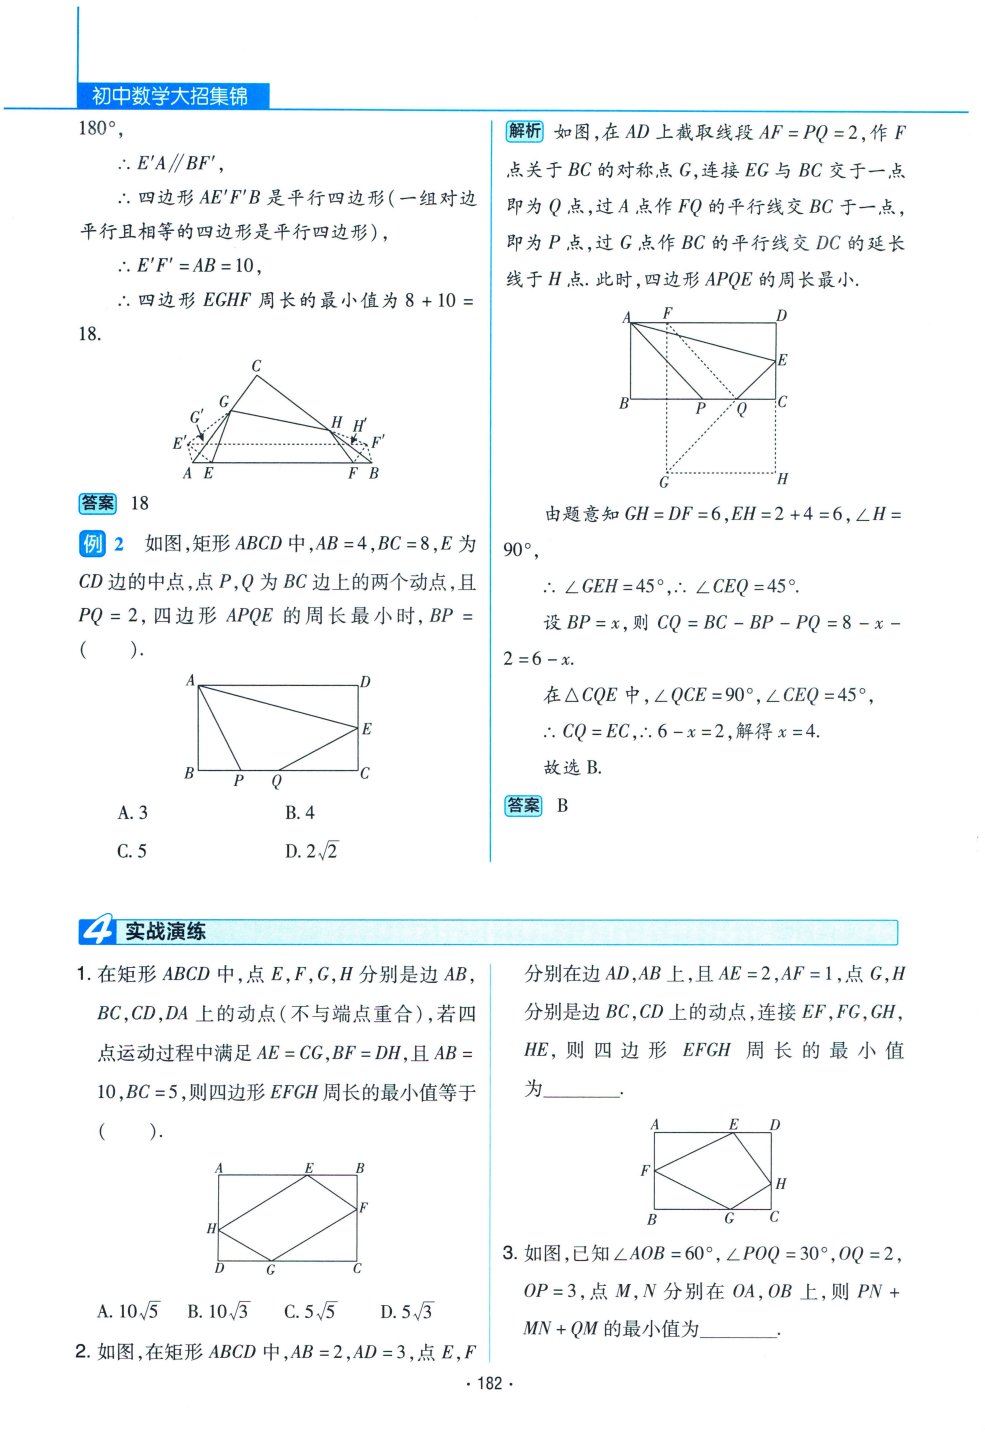 初中数学大招集锦
180°,
∴ E′A∥BF′,
∴ 四边形 AE′F′B 是平行四边形(一组对边
平行且相等的四边形是平行四边形),
∴ E′F′=AB=10,
∴ 四边形 EGHF 周长的最小值为 8+10=
18.
C
G
G′
H H′
E′ F′
A E F B
答案 18
例 2 如图,矩形 ABCD 中,AB=4,BC=8,E 为
CD 边的中点,点 P,Q 为 BC 边上的两个动点,且
PQ=2,四边形 APQE 的周长最小时,BP=
( ).
A D
E
B P Q C
A. 3 B. 4
C. 5 D. 2√2
解析 如图,在 AD 上截取线段 AF=PQ=2,作 F
点关于 BC 的对称点 G,连接 EG 与 BC 交于一点
即为 Q 点,过 A 点作 FQ 的平行线交 BC 于一点,
即为 P 点,过 G 点作 BC 的平行线交 DC 的延长
线于 H 点. 此时,四边形 APQE 的周长最小.
A F D
E
B P Q C
G H
由题意知 GH=DF=6,EH=2+4=6,∠H=
90°,
∴ ∠GEH=45°,∴ ∠CEQ=45°.
设 BP=x,则 CQ=BC-BP-PQ=8-x-
2=6-x.
在△CQE 中,∠QCE=90°,∠CEQ=45°,
∴ CQ=EC,∴ 6-x=2,解得 x=4.
故选 B.
答案 B
4 实战演练
1. 在矩形 ABCD 中,点 E,F,G,H 分别是边 AB,
BC,CD,DA 上的动点(不与端点重合),若四
点运动过程中满足 AE=CG,BF=DH,且 AB=
10,BC=5,则四边形 EFGH 周长的最小值等于
( ).
A E B
F
H
D G C
A. 10√5 B. 10√3 C. 5√5 D. 5√3
2. 如图,在矩形 ABCD 中,AB=2,AD=3,点 E,F
分别在边 AD,AB 上,且 AE=2,AF=1,点 G,H
分别是边 BC,CD 上的动点,连接 EF,FG,GH,
HE,则四边形 EFGH 周长的最小值
为________.
A E D
F
H
B G C
3. 如图,已知∠AOB=60°,∠POQ=30°,OQ=2,
OP=3,点 M,N 分别在 OA,OB 上,则 PN+
MN+QM 的最小值为________.
· 182 ·